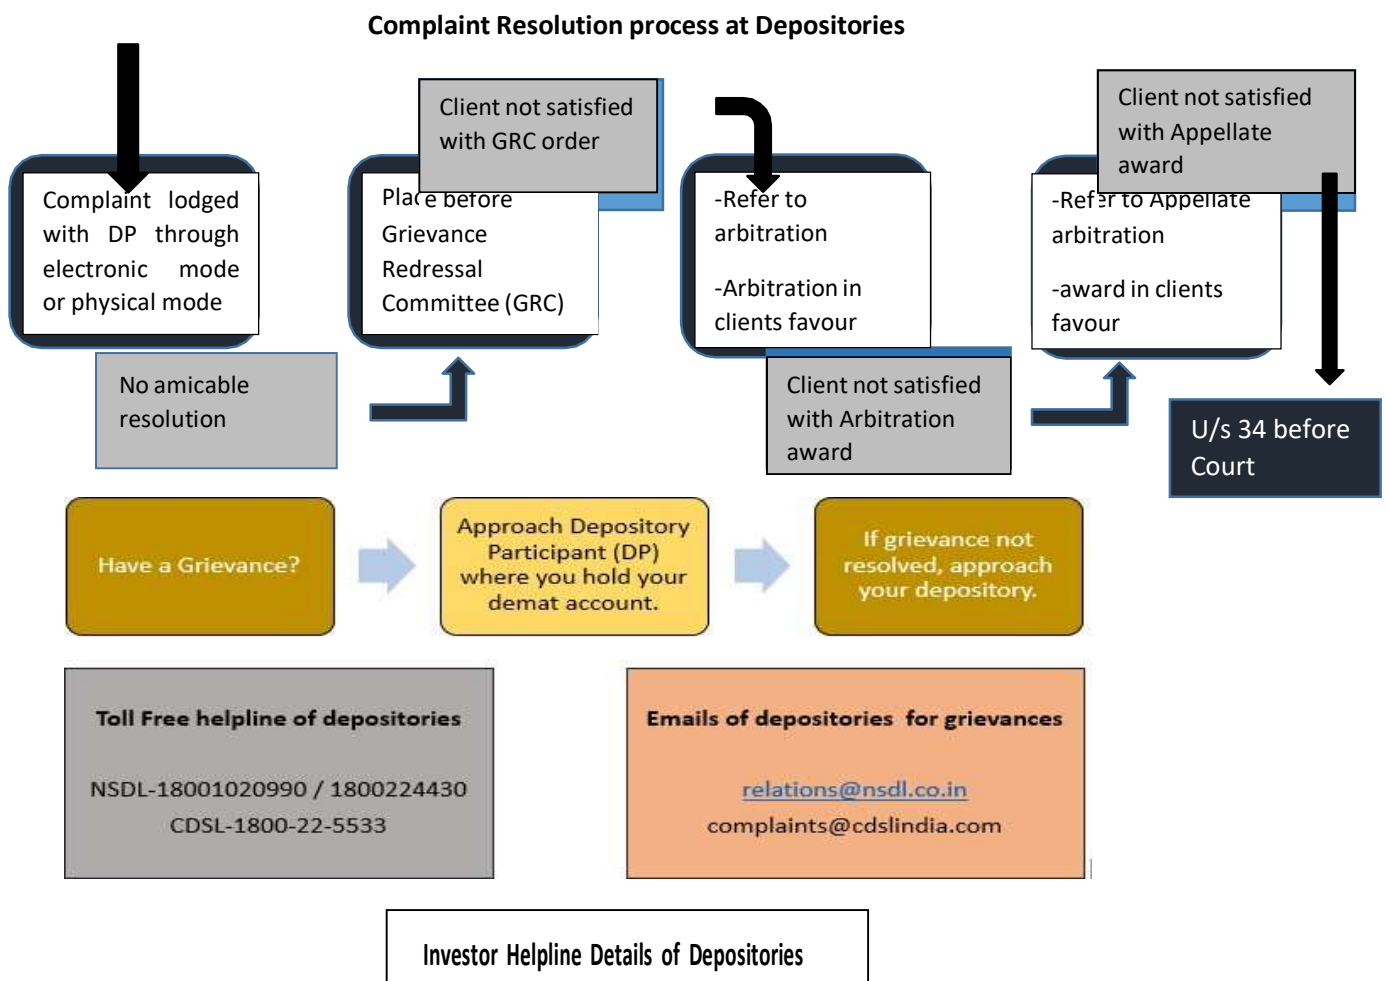 Complaint Resolution process at Depositories
Client not satisfied
with GRC order
Client not satisfied
with Appellate
award
Complaint lodged
with DP through
electronic mode
or physical mode
Place before
Grievance
Redressal
Committee (GRC)
-Refer to
arbitration
-Arbitration in
clients favour
-Refer to Appellate
arbitration
-award in clients
favour
No amicable
resolution
Client not satisfied
with Arbitration
award
U/s 34 before
Court
Have a Grievance?
Approach Depository
Participant (DP)
where you hold your
demat account.
If grievance not
resolved, approach
your depository.
Toll Free helpline of depositories
NSDL-18001020990 / 1800224430
CDSL-1800-22-5533
Emails of depositories for grievances
relations@nsdl.co.in
complaints@cdslindia.com
Investor Helpline Details of Depositories